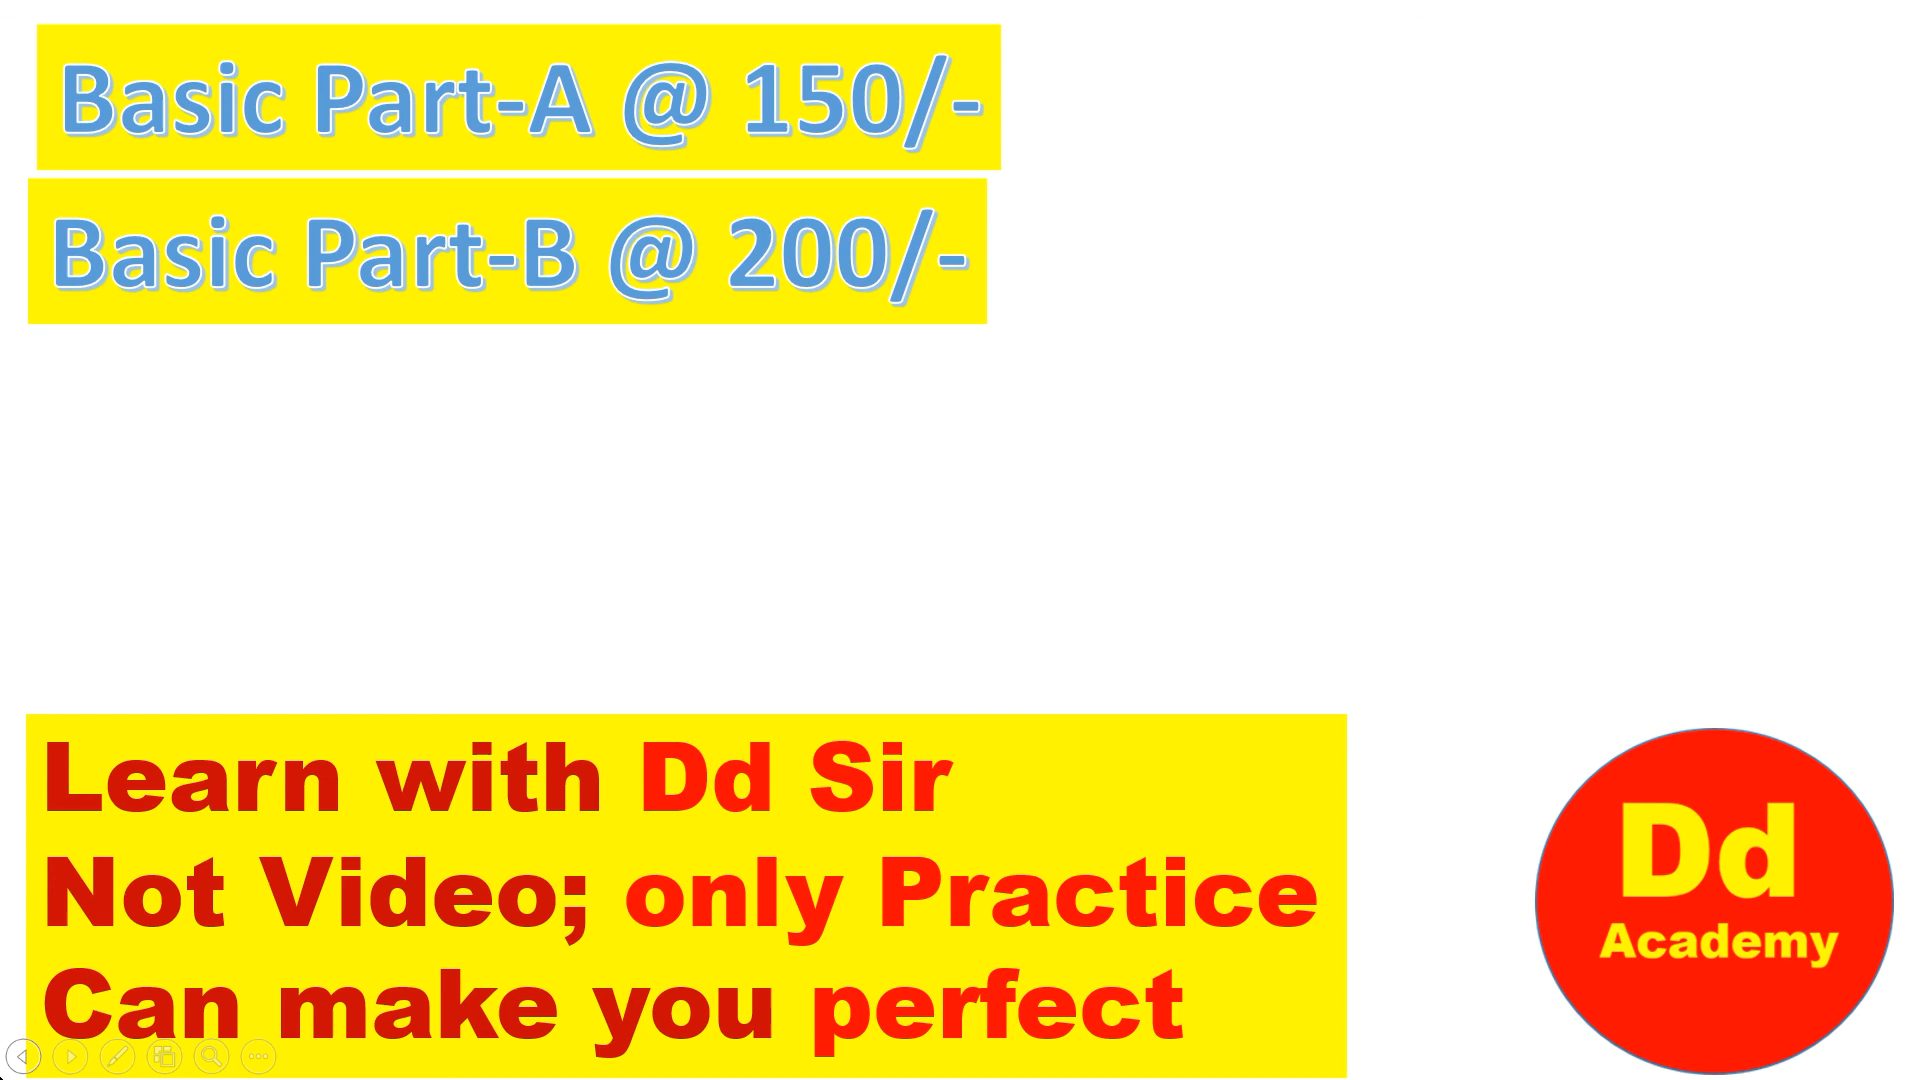 Basic Part-A @ 150/-
Basic Part-B @ 200/-
Learn with Dd Sir
Not Video; only Practice
Can make you perfect
Dd
Academy